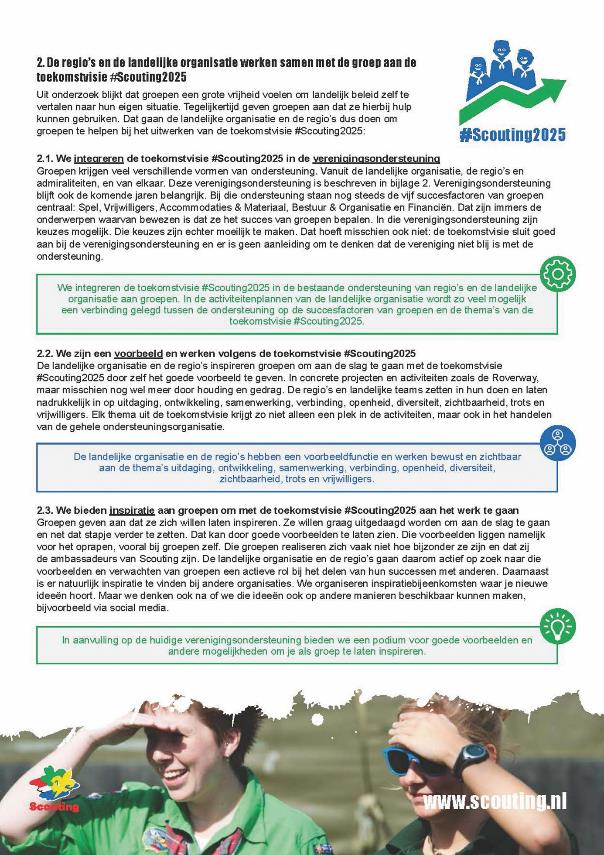 2. De regio's en de landelijke organisatie werken samen met de groep aan de
toekomstvisie #Scouting2025
Uit onderzoek blijkt dat groepen een grote vrijheid voelen om landelijk beleid zelf te
vertalen naar hun eigen situatie. Tegelijkertijd geven groepen aan dat ze hierbij hulp
kunnen gebruiken. Dat gaan de landelijke organisatie en de regio's dus doen om
groepen te helpen bij het uitwerken van de toekomstvisie #Scouting2025:
#Scouting2025
2.1. We integreren de toekomstvisie #Scouting2025 in de verenigingsondersteuning
Groepen krijgen veel verschillende vormen van ondersteuning. Vanuit de landelijke organisatie, de regio's en
admiraliteiten, en van elkaar. Deze verenigingsondersteuning is beschreven in bijlage 2. Verenigingsondersteuning
blijft ook de komende jaren belangrijk. Bij die ondersteuning staan nog steeds de vijf succesfactoren van groepen
centraal: Spel, Vrijwilligers, Accommodaties & Materiaal, Bestuur & Organisatie en Financiën. Dat zijn immers de
onderwerpen waarvan bewezen is dat ze het succes van groepen bepalen. In die verenigingsondersteuning zijn
keuzes mogelijk. Die keuzes zijn echter moeilijk te maken. Dat hoeft misschien ook niet: de toekomstvisie sluit goed
aan bij de verenigingsondersteuning en er is geen aanleiding om te denken dat de vereniging niet blij is met de
ondersteuning.
We integreren de toekomstvisie #Scouting2025 in de bestaande ondersteuning van regio's en de landelijke
organisatie aan groepen. In de activiteitenplannen van de landelijke organisatie wordt zo veel mogelijk
een verbinding gelegd tussen de ondersteuning op de succesfactoren van groepen en de thema's van de
toekomstvisie #Scouting2025.
2.2. We zijn een voorbeeld en werken volgens de toekomstvisie #Scouting2025
De landelijke organisatie en de regio's inspireren groepen om aan de slag te gaan met de toekomstvisie
#Scouting2025 door zelf het goede voorbeeld te geven. In concrete projecten en activiteiten zoals de Roverway,
maar misschien nog wel meer door houding en gedrag. De regio's en landelijke teams zetten in hun doen en laten
nadrukkelijk in op uitdaging, ontwikkeling, samenwerking, verbinding, openheid, diversiteit, zichtbaarheid, trots en
vrijwilligers. Elk thema uit de toekomstvisie krijgt zo niet alleen een plek in de activiteiten, maar ook in het handelen
van de gehele ondersteuningsorganisatie.
De landelijke organisatie en de regio's hebben een voorbeeldfunctie en werken bewust en zichtbaar
aan de thema's uitdaging, ontwikkeling, samenwerking, verbinding, openheid, diversiteit,
zichtbaarheid, trots en vrijwilligers.
2.3. We bieden inspiratie aan groepen om met de toekomstvisie #Scouting2025 aan het werk te gaan
Groepen geven aan dat ze zich willen laten inspireren. Ze willen graag uitgedaagd worden om aan de slag te gaan
en net dat stapje verder te zetten. Dat kan door goede voorbeelden te laten zien. Die voorbeelden liggen namelijk
voor het oprapen, vooral bij groepen zelf. Die groepen realiseren zich vaak niet hoe bijzonder ze zijn en dat zij
de ambassadeurs van Scouting zijn. De landelijke organisatie en de regio's gaan daarom actief op zoek naar die
voorbeelden en verwachten van groepen een actieve rol bij het delen van hun successen met anderen. Daarnaast
is er natuurlijk inspiratie te vinden bij andere organisaties. We organiseren inspiratiebijeenkomsten waar je nieuwe
ideeën hoort. Maar we denken ook na of we die ideeën ook op andere manieren beschikbaar kunnen maken,
bijvoorbeeld via social media.
In aanvulling op de huidige verenigingsondersteuning bieden we een podium voor goede voorbeelden en
andere mogelijkheden om je als groep te laten inspireren.
Scouting
www.scouting.nl